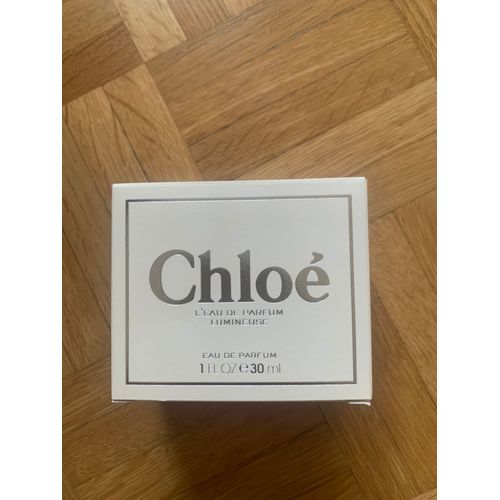 Chloé
L'EAU DE PARFUM
LUMINEUSE
EAU DE PARFUM
1 FL OZ ℮ 30 ml